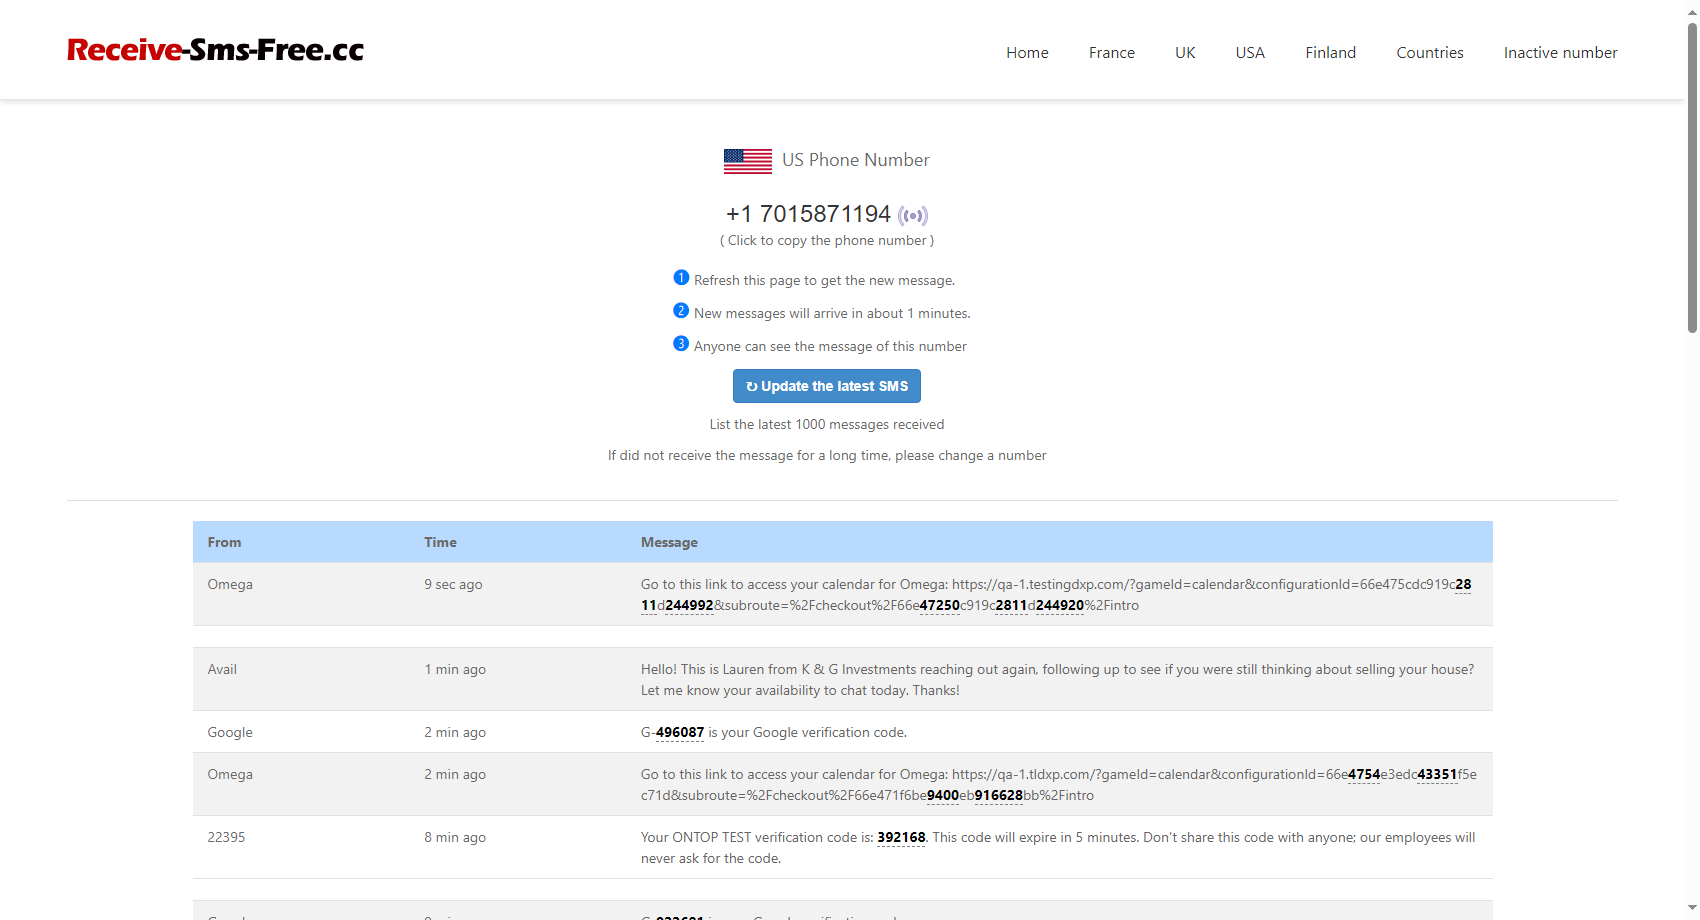 Receive-Sms-Free.cc
Home France UK USA Finland Countries Inactive number
US Phone Number
+1 7015871194
( Click to copy the phone number )
1 Refresh this page to get the new message.
2 New messages will arrive in about 1 minutes.
3 Anyone can see the message of this number
↻ Update the latest SMS
List the latest 1000 messages received
If did not receive the message for a long time, please change a number
From Time Message
Omega 9 sec ago Go to this link to access your calendar for Omega: https://qa-1.testingdxp.com/?gameId=calendar&configurationId=66e475cdc919c28
11d244992&subroute=%2Fcheckout%2F66e47250c919c2811d244920%2Fintro
Avail 1 min ago Hello! This is Lauren from K & G Investments reaching out again, following up to see if you were still thinking about selling your house?
Let me know your availability to chat today. Thanks!
Google 2 min ago G-496087 is your Google verification code.
Omega 2 min ago Go to this link to access your calendar for Omega: https://qa-1.tldxp.com/?gameId=calendar&configurationId=66e4754e3edc43351f5e
c71d&subroute=%2Fcheckout%2F66e471f6be9400eb916628bb%2Fintro
22395 8 min ago Your ONTOP TEST verification code is: 392168. This code will expire in 5 minutes. Don't share this code with anyone; our employees will
never ask for the code.